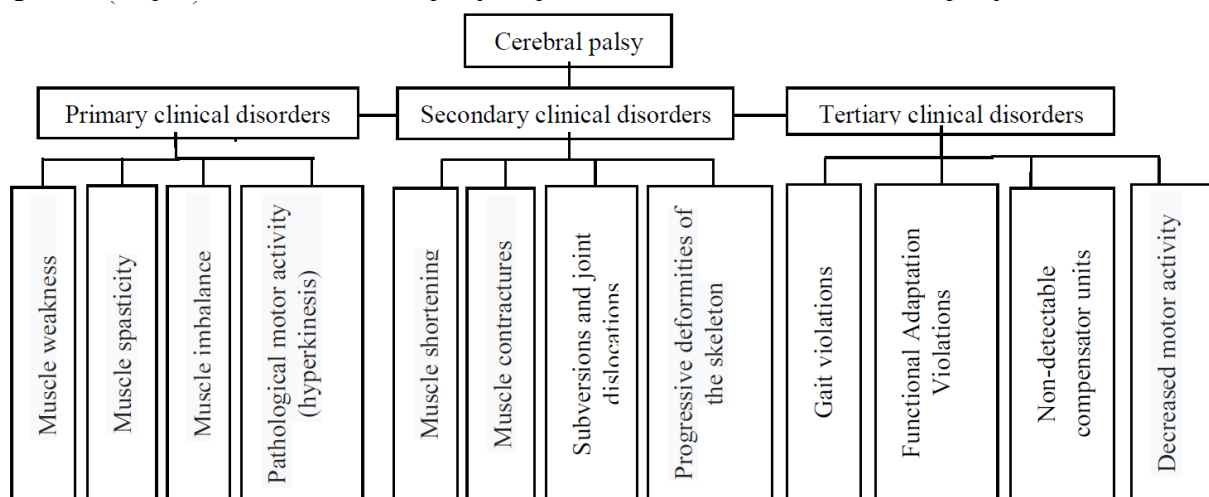 Cerebral palsy
Primary clinical disorders
Secondary clinical disorders
Tertiary clinical disorders
Muscle weakness
Muscle spasticity
Muscle imbalance
Pathological motor activity
(hyperkinesis)
Muscle shortening
Muscle contractures
Subversions and joint
dislocations
Progressive deformities of
the skeleton
Gait violations
Functional Adaptation
Violations
Non-detectable
compensator units
Decreased motor activity